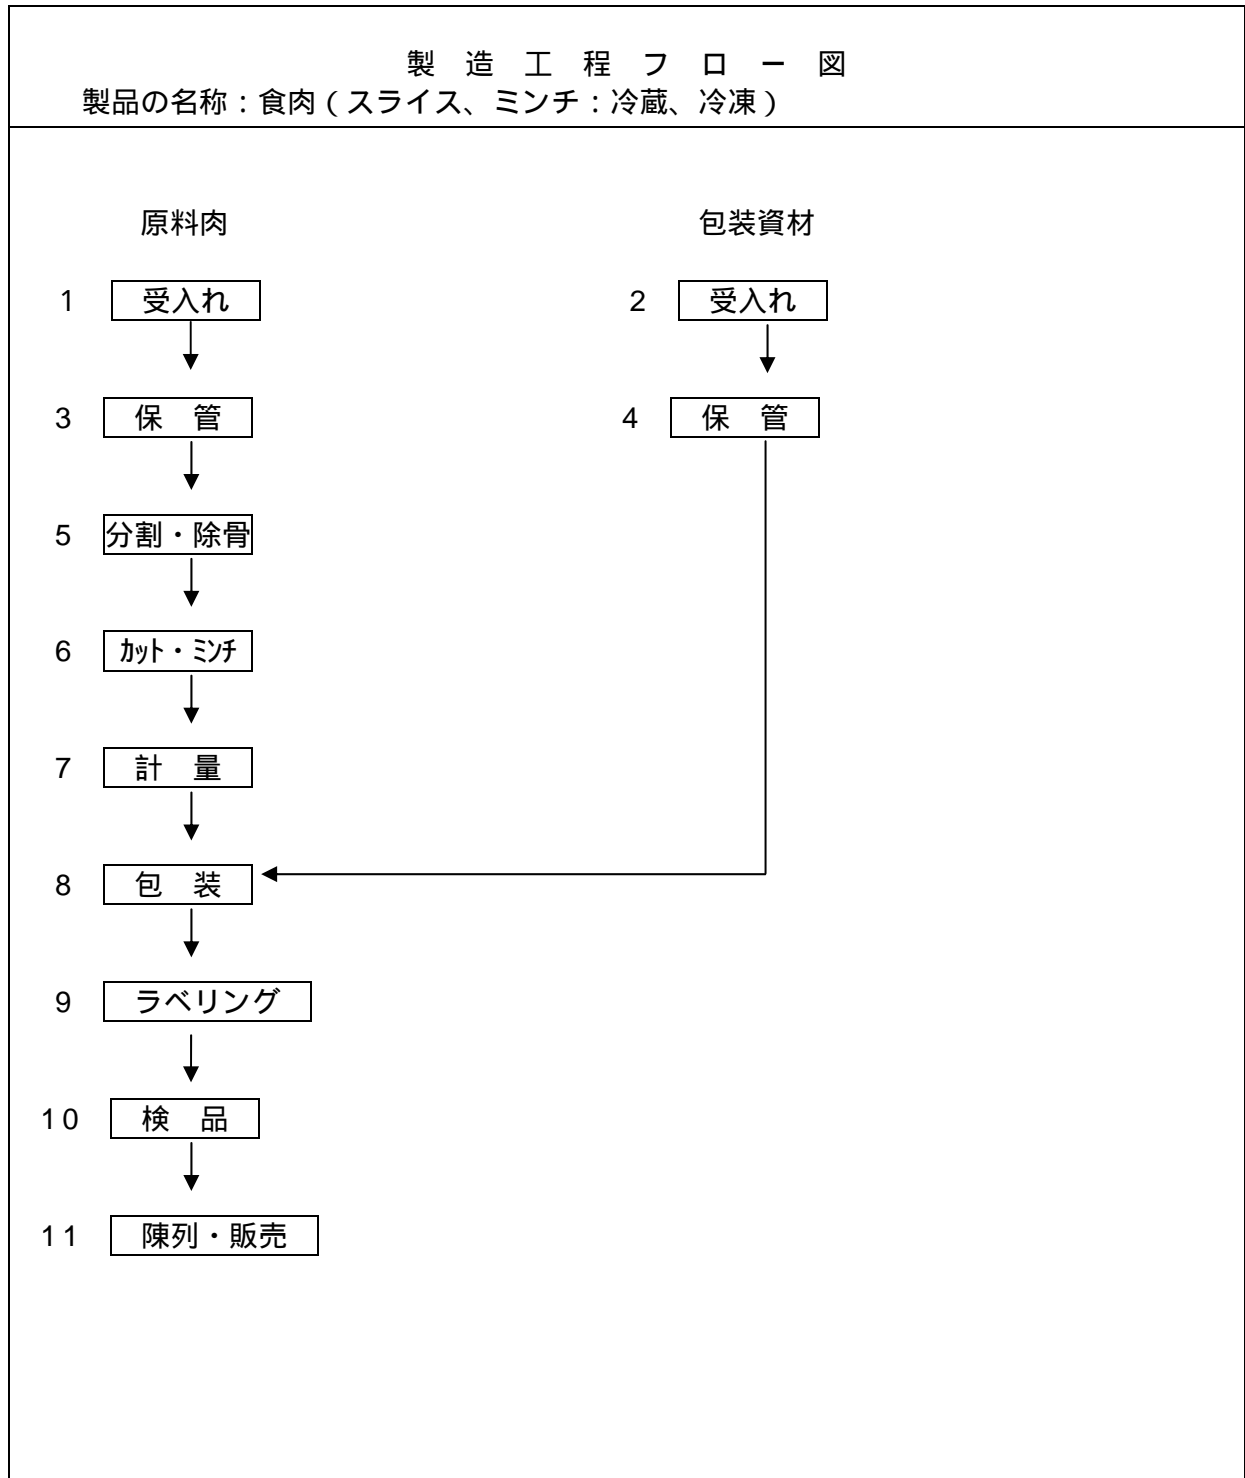 製 造 工 程 フ ロ ー 図
製品の名称：食肉（スライス、ミンチ：冷蔵、冷凍）
原料肉 包装資材
1 受入れ 2 受入れ
3 保 管 4 保 管
5 分割・除骨
6 ｶｯﾄ・ﾐﾝﾁ
7 計 量
8 包 装
9 ラベリング
10 検 品
11 陳列・販売